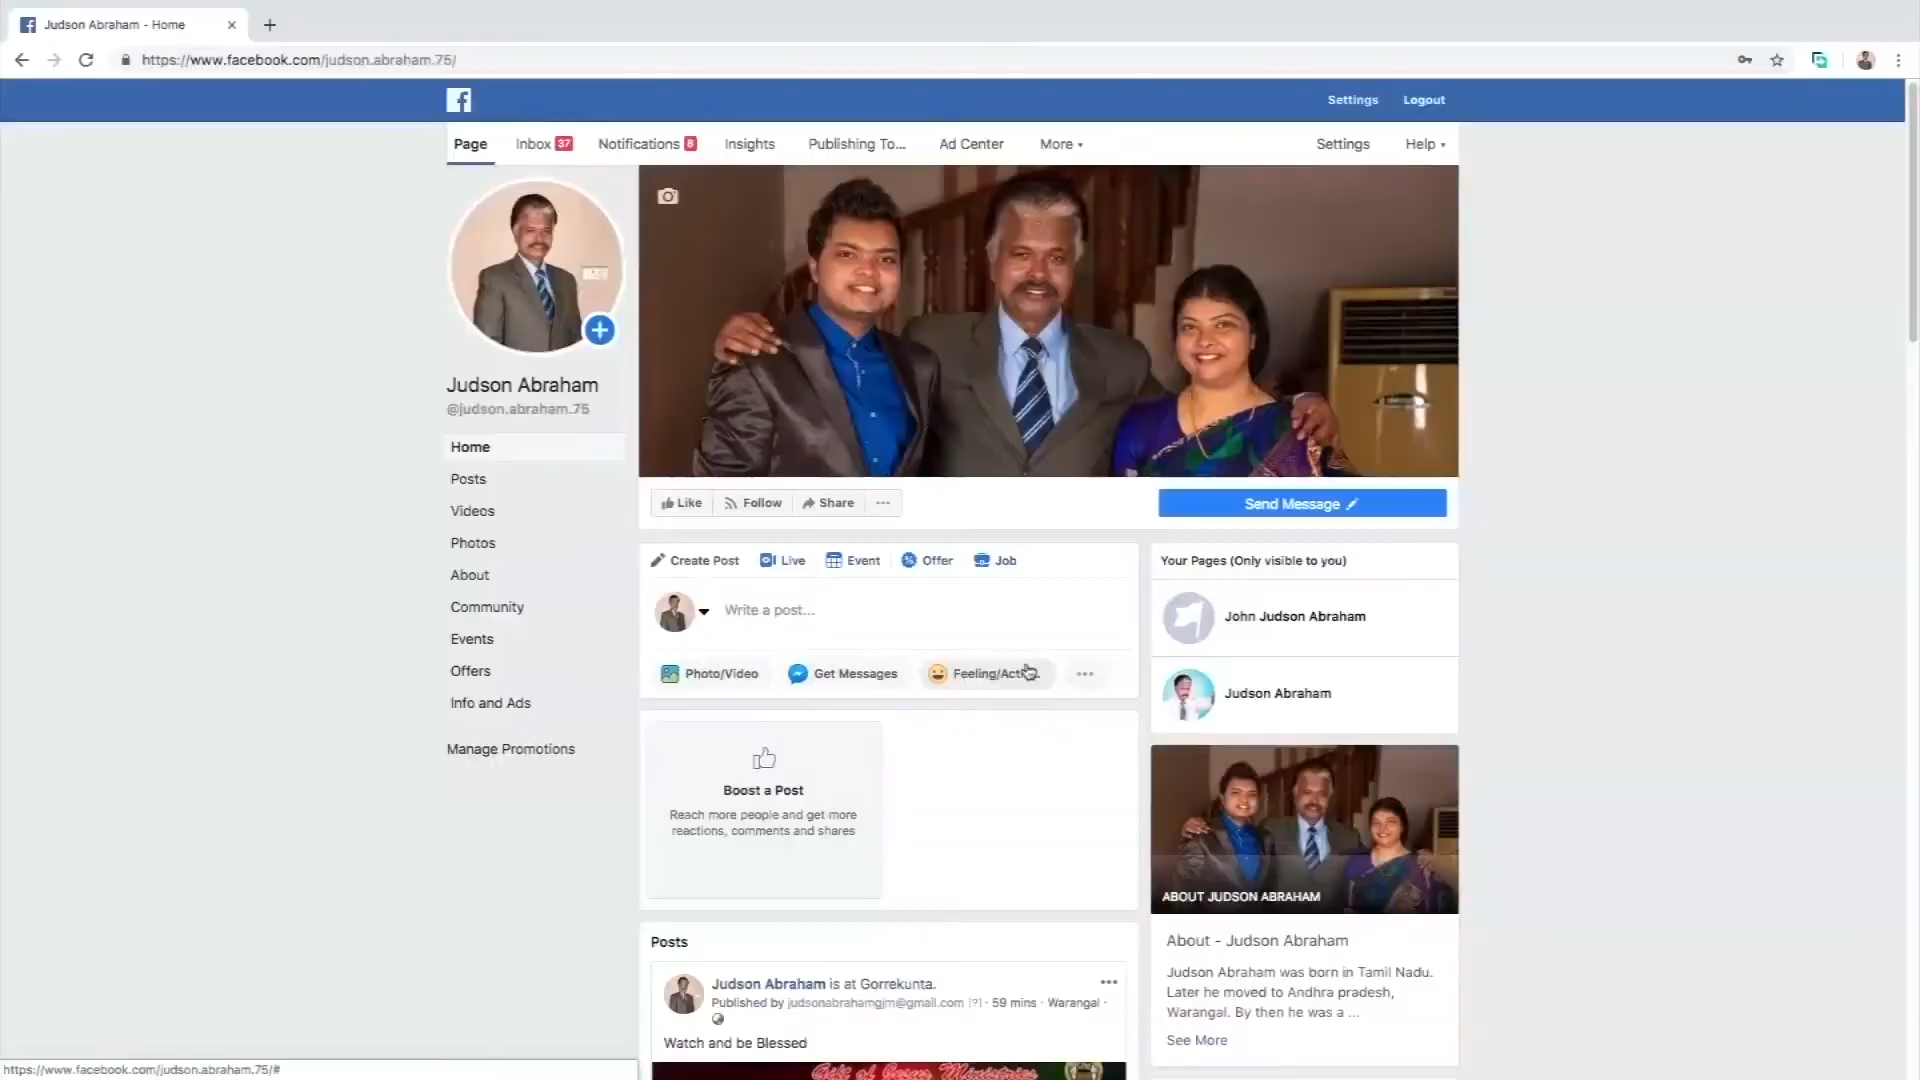 Judson Abraham - Home
https://www.facebook.com/judson.abraham.75/
Settings
Logout
Page
Inbox 37
Notifications 8
Insights
Publishing To...
Ad Center
More
Settings
Help
Judson Abraham
@judson.abraham.75
Home
Posts
Videos
Photos
About
Community
Events
Offers
Info and Ads
Manage Promotions
Like
Follow
Share
Send Message
Create Post
Live
Event
Offer
Job
Write a post...
Photo/Video
Get Messages
Boost a Post
Reach more people and get more
reactions, comments and shares
Posts
Judson Abraham is at Gorrekunta.
Published by judsonabrahamgjm@gmail.com [?] · 59 mins · Warangal ·
Watch and be Blessed
Gift of Jesus Ministries
Your Pages (Only visible to you)
John Judson Abraham
Judson Abraham
ABOUT JUDSON ABRAHAM
About - Judson Abraham
Judson Abraham was born in Tamil Nadu.
Later he moved to Andhra pradesh,
Warangal. By then he was a ...
See More
https://www.facebook.com/judson.abraham.75/#